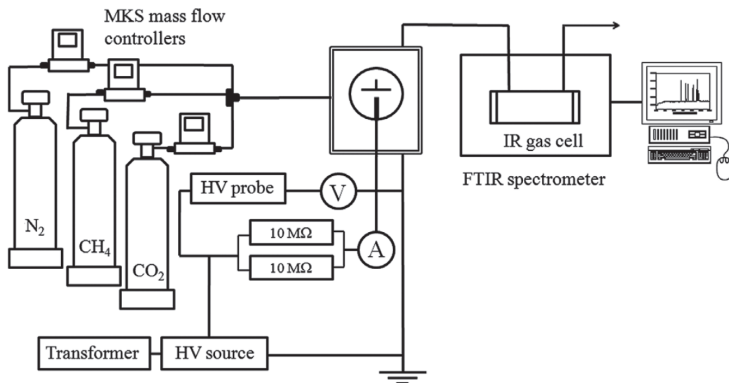 MKS mass flow
controllers
N₂
CH₄
CO₂
HV probe
V
10 MΩ
10 MΩ
A
Transformer
HV source
IR gas cell
FTIR spectrometer